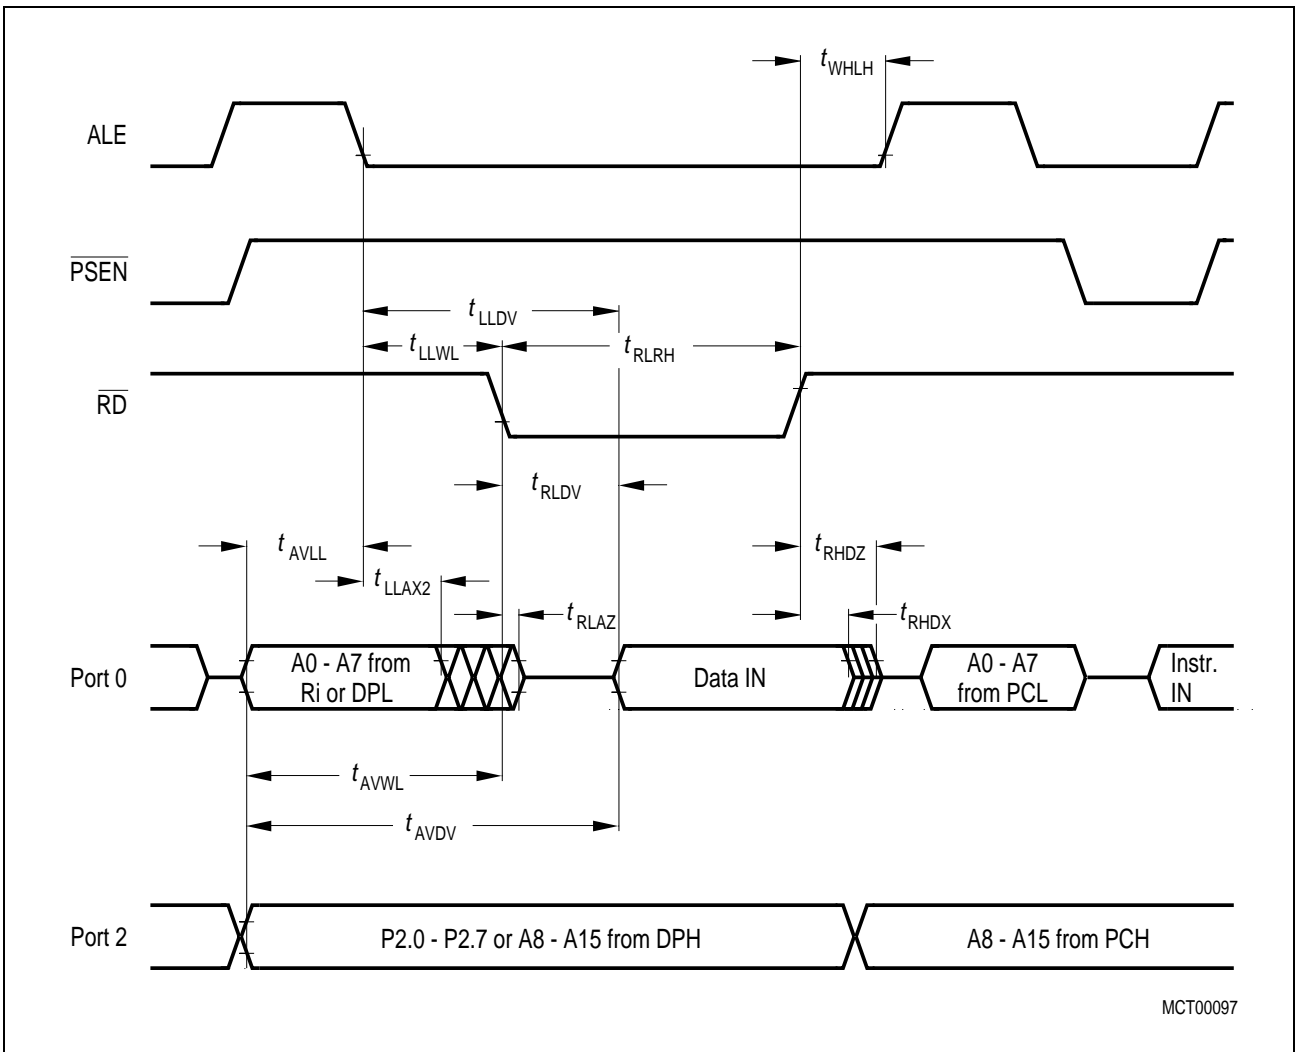 tWHLH
ALE
PSEN
tLLDV
tLLWL
tRLRH
RD
tRLDV
tAVLL
tRHDZ
tLLAX2
tRLAZ
tRHDX
Port 0
A0 - A7 from
Ri or DPL
Data IN
A0 - A7
from PCL
Instr.
IN
tAVWL
tAVDV
Port 2
P2.0 - P2.7 or A8 - A15 from DPH
A8 - A15 from PCH
MCT00097